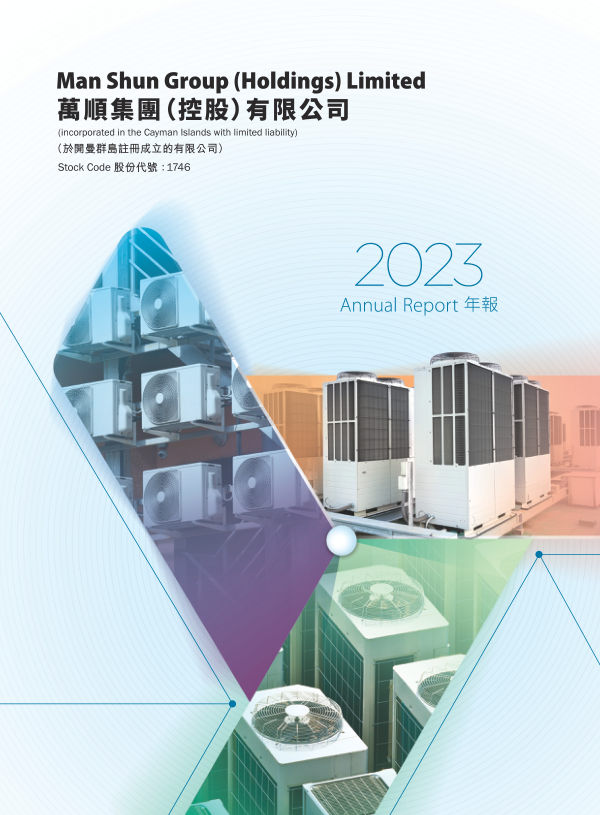 Man Shun Group (Holdings) Limited
萬順集團（控股）有限公司
(incorporated in the Cayman Islands with limited liability)
（於開曼群島註冊成立的有限公司）
Stock Code 股份代號 : 1746
2023
Annual Report 年報